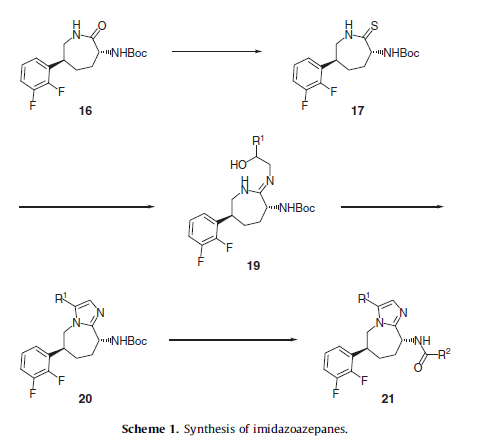 H
N
O
NHBoc
F
F
16
H
N
S
NHBoc
F
F
17
R¹
HO
H
N
N
NHBoc
F
F
19
R¹
N
N
NHBoc
F
F
20
R¹
N
N
NH
R²
O
F
F
21
Scheme 1. Synthesis of imidazoazepanes.